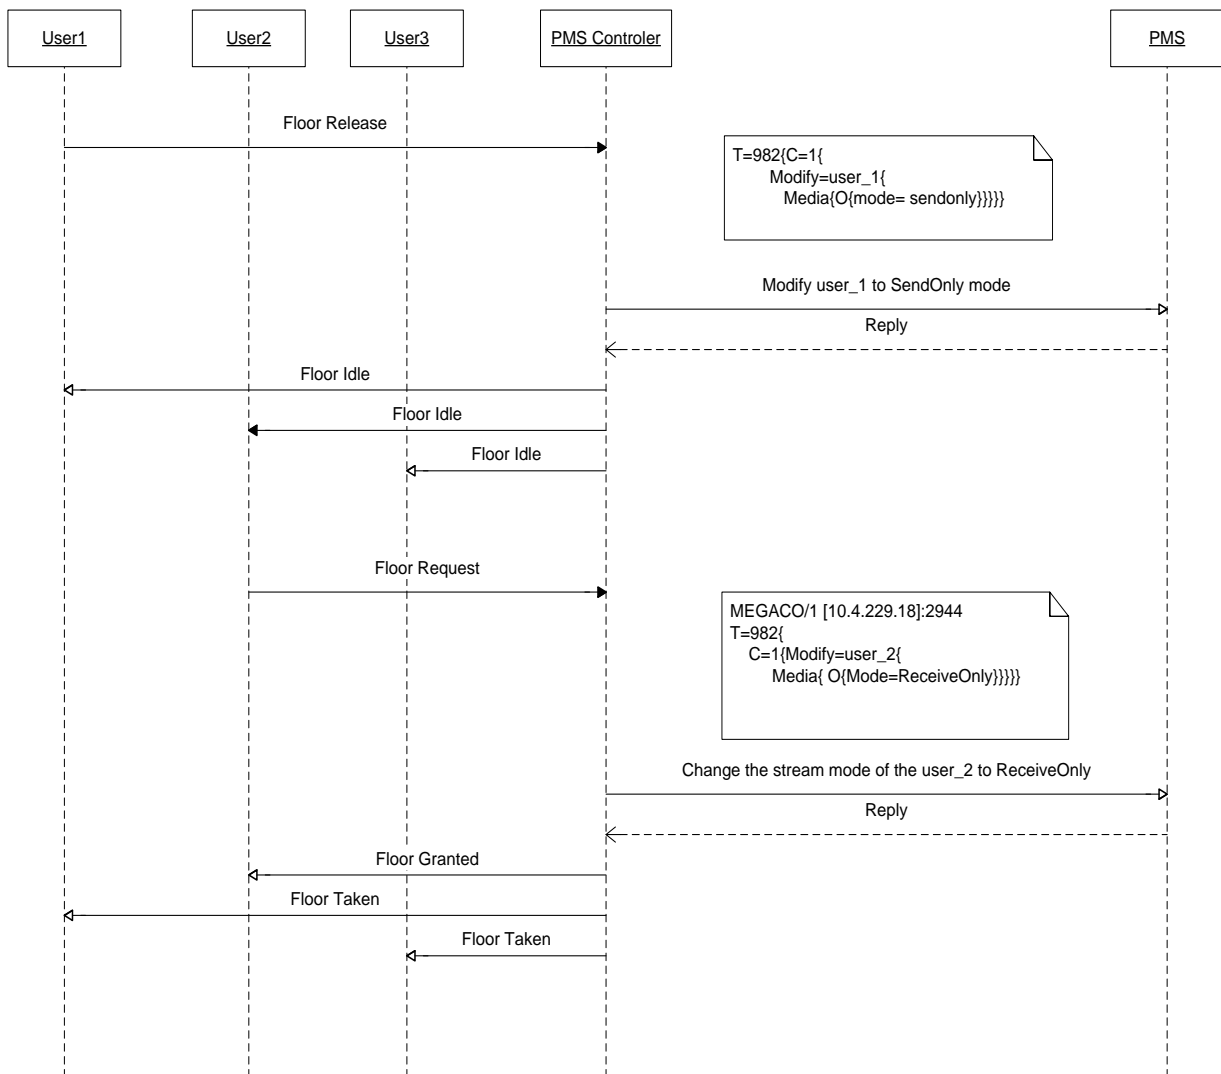 User1
User2
User3
PMS Controler
PMS
Floor Release
T=982{C=1{
Modify=user_1{
Media{O{mode= sendonly}}}}}
Modify user_1 to SendOnly mode
Reply
Floor Idle
Floor Idle
Floor Idle
Floor Request
MEGACO/1 [10.4.229.18]:2944
T=982{
C=1{Modify=user_2{
Media{ O{Mode=ReceiveOnly}}}}}
Change the stream mode of the user_2 to ReceiveOnly
Reply
Floor Granted
Floor Taken
Floor Taken